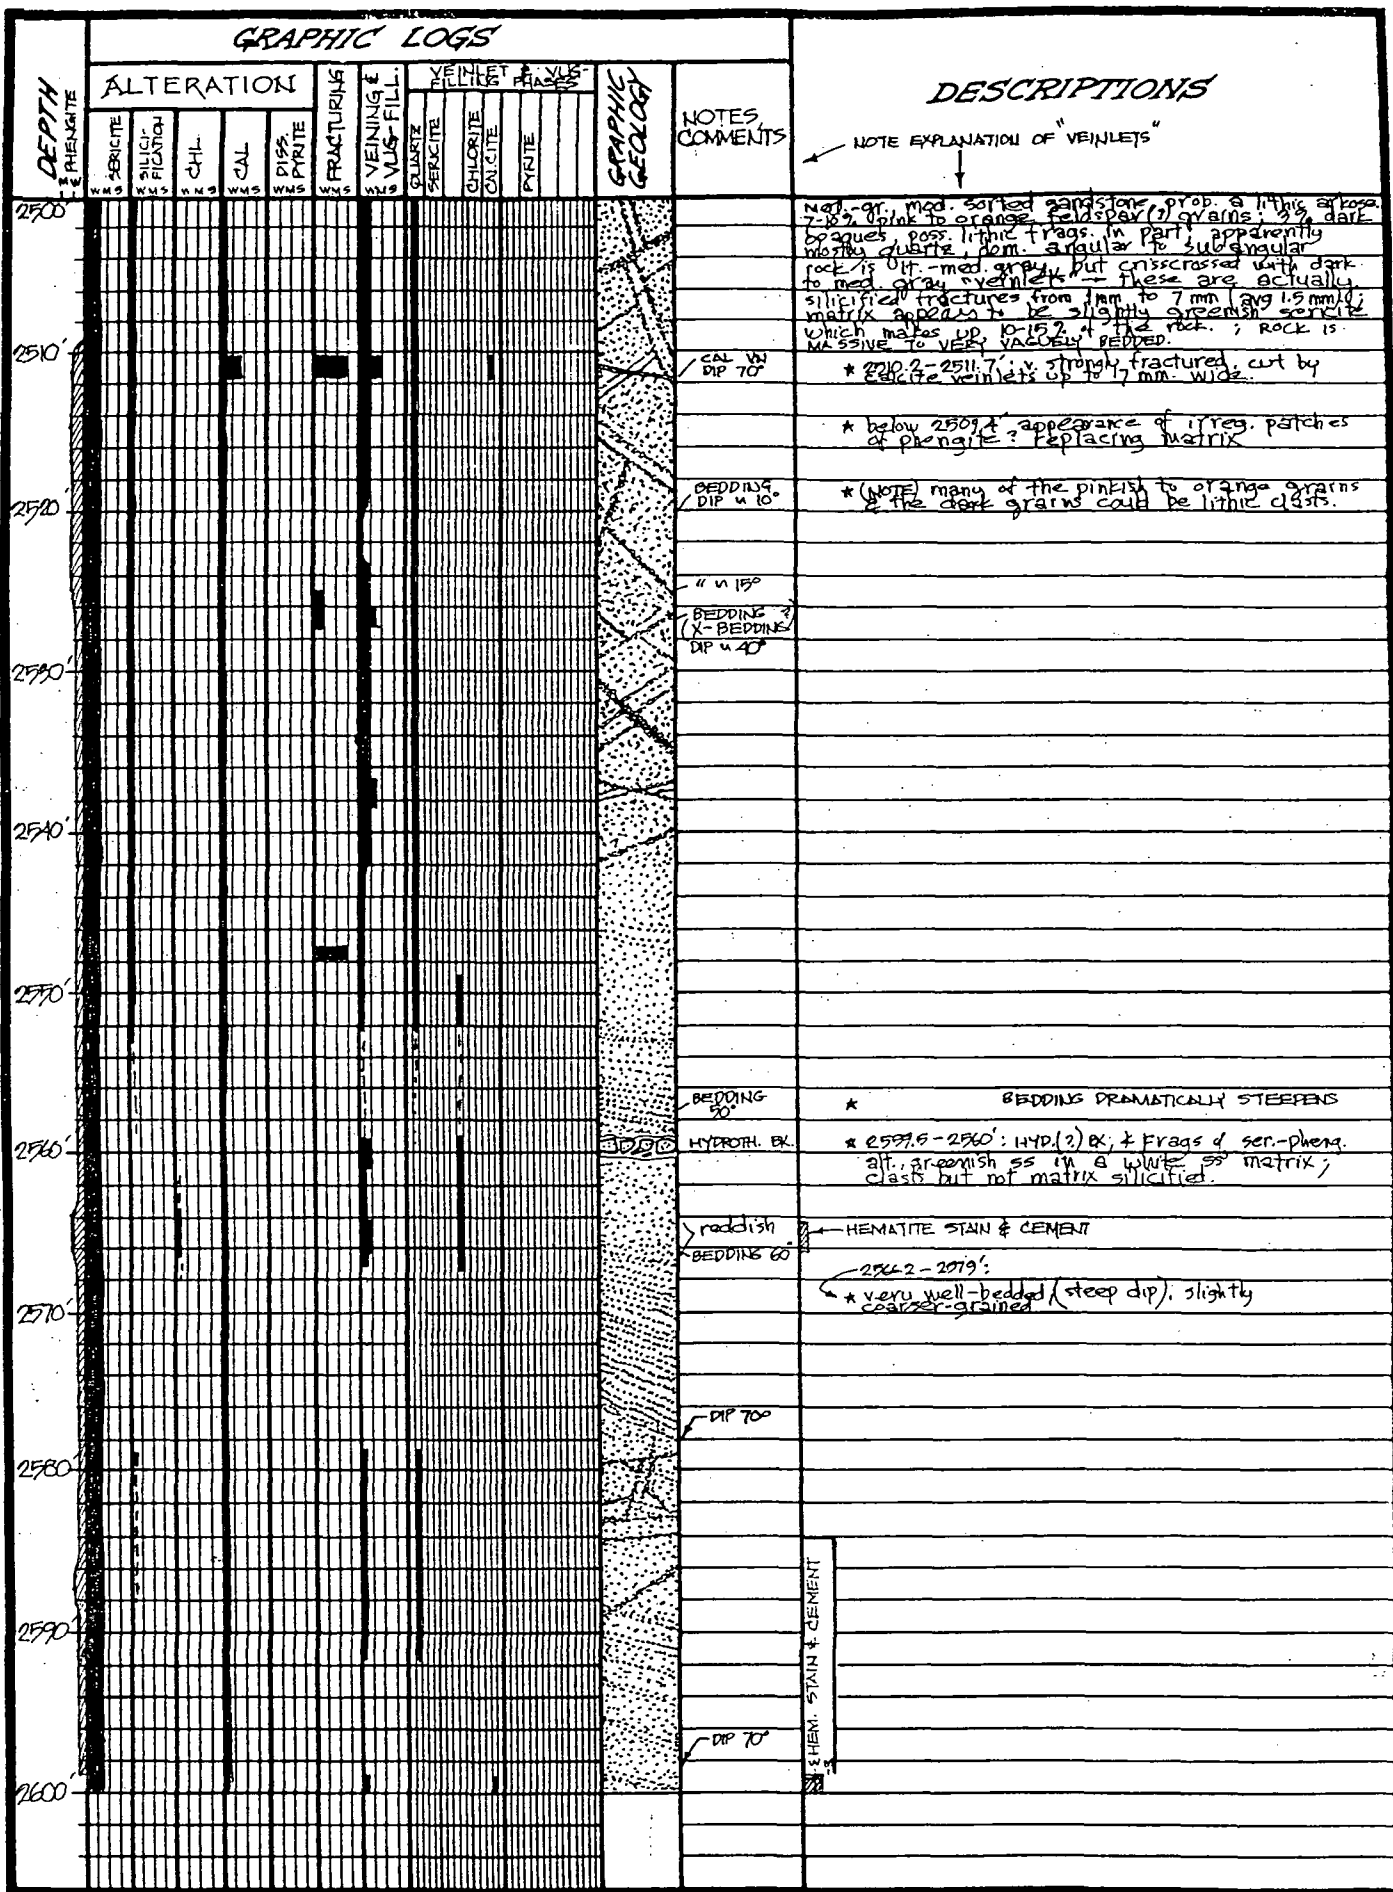 GRAPHIC LOGS
DEPTH
PHENGITE
ALTERATION
SERICITE
SILICI-
FICATION
CHL.
CAL
DISS.
PYRITE
FRACTURING
VEINING &
VUG-FILL.
VEINLET & VUG-
FILLING PHASES
QUARTZ
SERICITE
CHLORITE
CALCITE
PYRITE
WMS WMS WMS WMS WMS WMS WMS
GRAPHIC
GEOLOGY
NOTES,
COMMENTS
DESCRIPTIONS
NOTE EXPLANATION OF "VEINLETS"
2500'
Med.-gr. mod. sorted sandstone, prob. a lithic arkose.
7-10% pink to orange feldspar (?) grains; 3% dark
opaques poss. lithic frags. in part; apparently
mostly quartz, dom. angular to subangular
rock is lt.-med. gray, but crisscrossed with dark
to med. gray "veinlets" — these are actually
silicified fractures from 1mm to 7 mm (avg 1.5 mm);
matrix appears to be slightly greenish sericite
which makes up 10-15% of the rock.; ROCK IS
MASSIVE TO VERY VAGUELY BEDDED.
2510'
CAL VN
DIP 70°
* 2510.2-2511.7': v. strongly fractured, cut by
calcite veinlets up to 7 mm. wide.
* below 2509.4' appearance of irreg. patches
of phengite? replacing matrix
BEDDING
DIP ~ 10°
* (NOTE) many of the pinkish to orange grains
& the dark grains could be lithic clasts.
2520'
" ~ 15°
BEDDING ?
(X-BEDDING)
DIP ~ 40°
2530'
2540'
2550'
BEDDING
50°
* BEDDING DRAMATICALLY STEEPENS
2560'
HYDROTH. BX.
* 2559.5-2560': HYD.(?) BX, & Frags of ser.-pheng.
alt., greenish ss in a white ss matrix;
clasts but not matrix silicified.
reddish
HEMATITE STAIN & CEMENT
BEDDING 60°
2566.2-2579':
* very well-bedded (steep dip), slightly
coarser-grained
2570'
DIP 70°
2580'
HEM. STAIN & CEMENT
2590'
DIP 70°
2600'